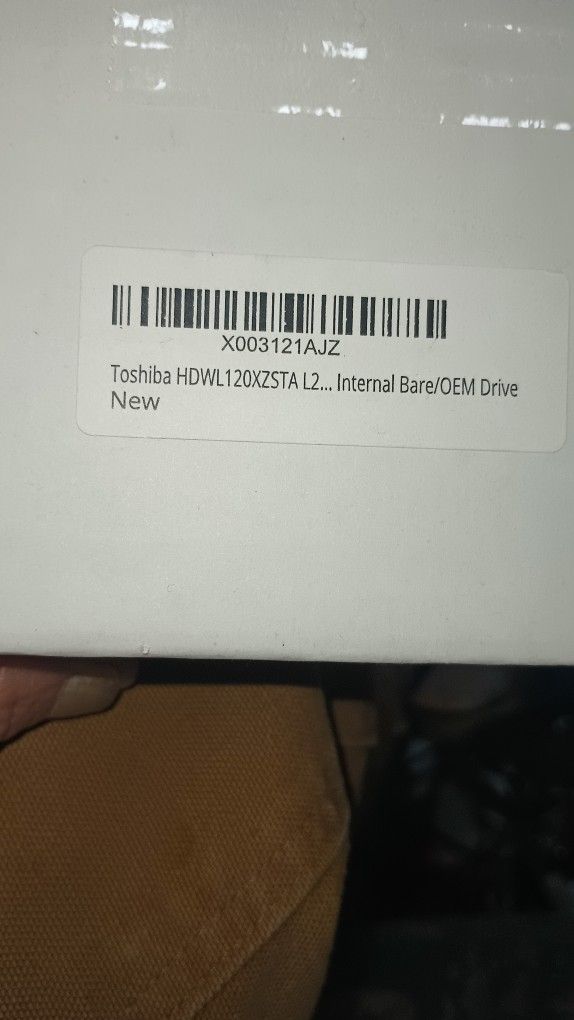 X003121AJZ
Toshiba HDWL120XZSTA L2... Internal Bare/OEM Drive
New